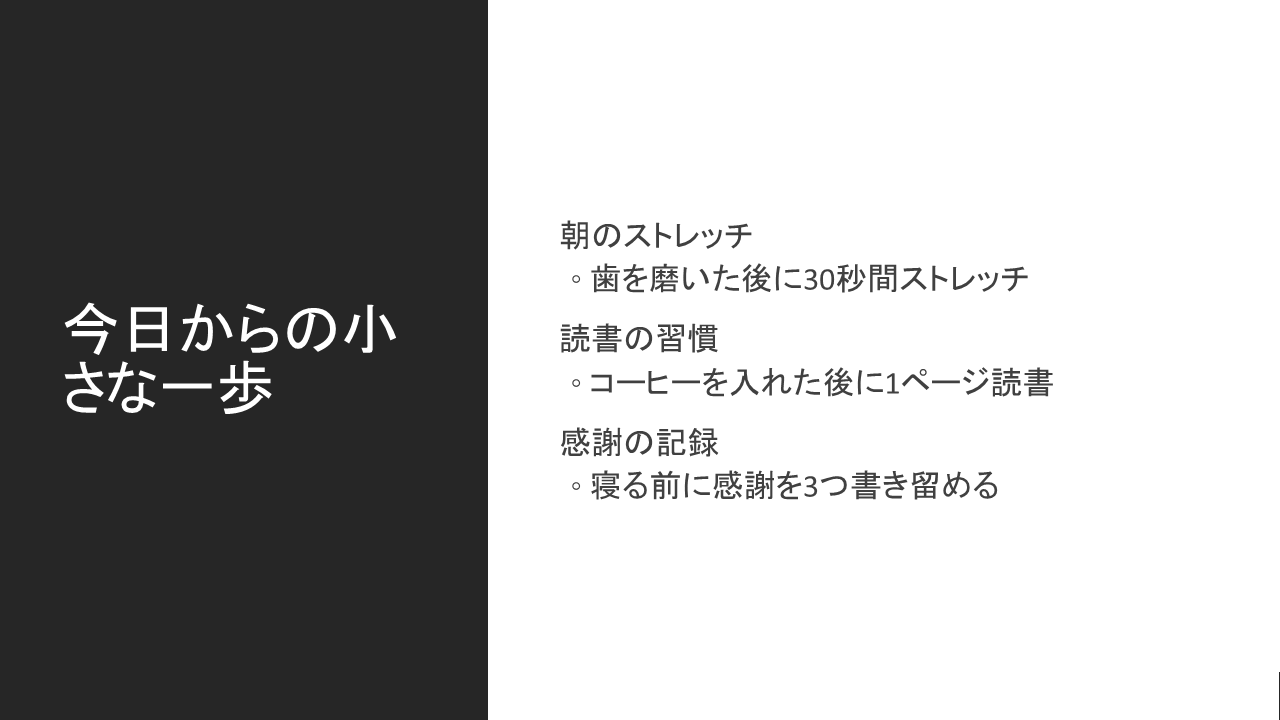 今日からの小
さな一歩
朝のストレッチ
◦ 歯を磨いた後に30秒間ストレッチ
読書の習慣
◦ コーヒーを入れた後に1ページ読書
感謝の記録
◦ 寝る前に感謝を3つ書き留める